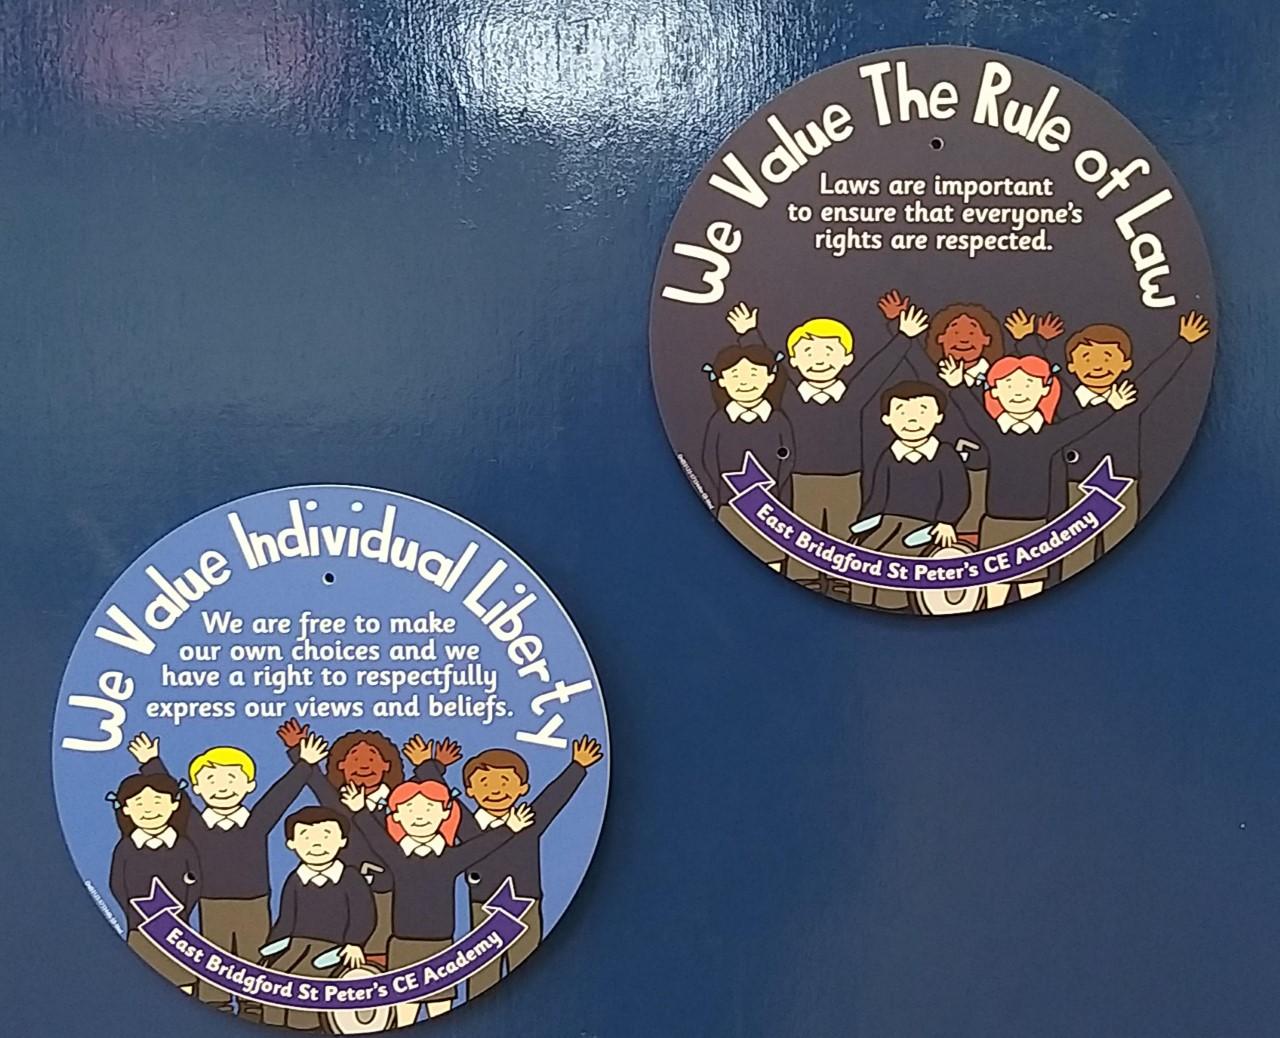 We Value The Rule of Law
Laws are important
to ensure that everyone's
rights are respected.
East Bridgford St Peter's CE Academy
We Value Individual Liberty
We are free to make
our own choices and we
have a right to respectfully
express our views and beliefs.
East Bridgford St Peter's CE Academy